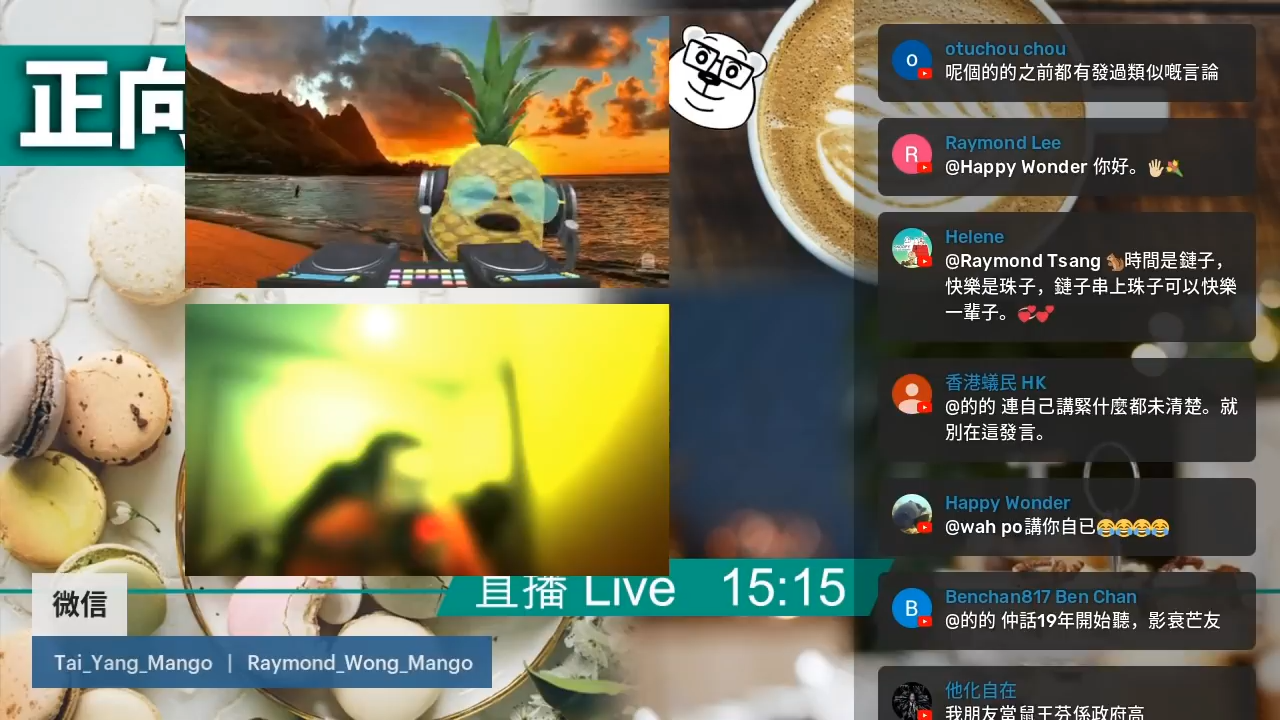 正向
直播 Live 15:15
微信
Tai_Yang_Mango | Raymond_Wong_Mango
otuchou chou
呢個的的之前都有發過類似嘅言論
Raymond Lee
@Happy Wonder 你好。🖐🏼💐
Helene
@Raymond Tsang 🐿️時間是鏈子，
快樂是珠子，鏈子串上珠子可以快樂
一輩子。💞💕
香港蟻民 HK
@的的 連自己講緊什麼都未清楚。就
別在這發言。
Happy Wonder
@wah po講你自已😂😂😂😂
Benchan817 Ben Chan
@的的 仲話19年開始聽，影衰芒友
他化自在
我朋友當鼠王芬係政府高